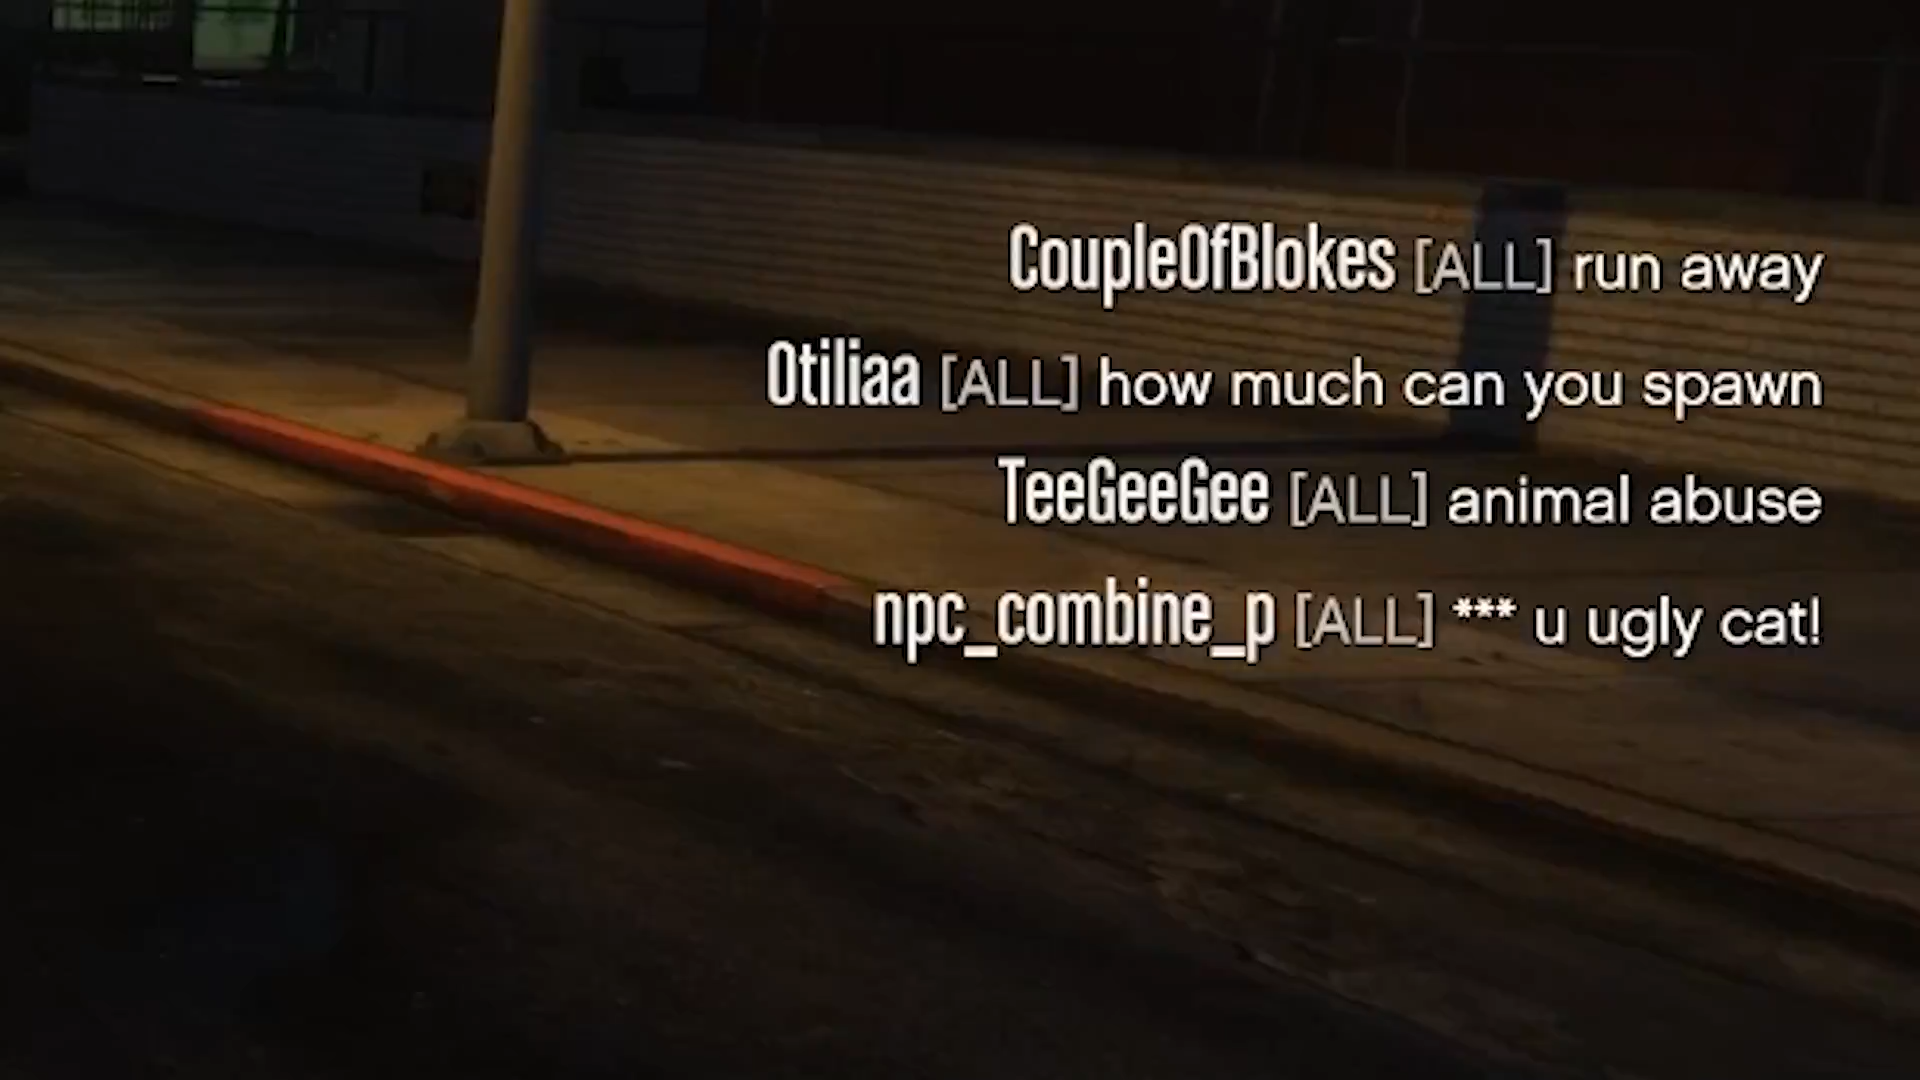 CoupleOfBlokes [ALL] run away
Otiliaa [ALL] how much can you spawn
TeeGeeGee [ALL] animal abuse
npc_combine_p [ALL] *** u ugly cat!